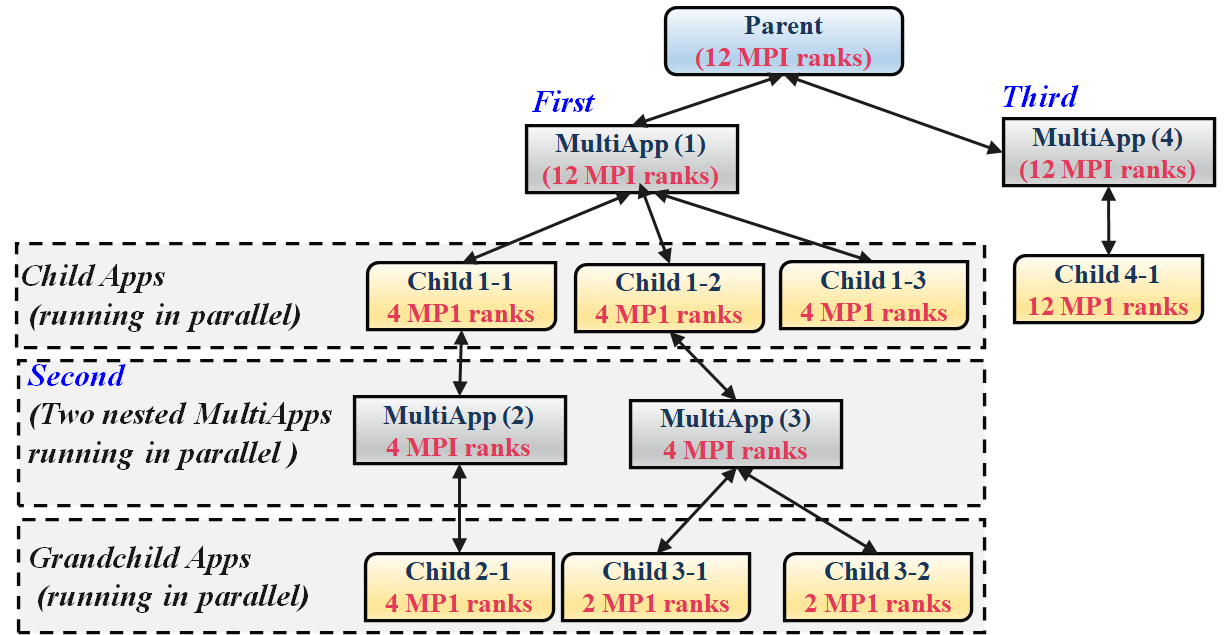 Parent
(12 MPI ranks)
First
MultiApp (1)
(12 MPI ranks)
Third
MultiApp (4)
(12 MPI ranks)
Child Apps
(running in parallel)
Child 1-1
4 MP1 ranks
Child 1-2
4 MP1 ranks
Child 1-3
4 MP1 ranks
Child 4-1
12 MP1 ranks
Second
(Two nested MultiApps
running in parallel )
MultiApp (2)
4 MPI ranks
MultiApp (3)
4 MPI ranks
Grandchild Apps
(running in parallel)
Child 2-1
4 MP1 ranks
Child 3-1
2 MP1 ranks
Child 3-2
2 MP1 ranks